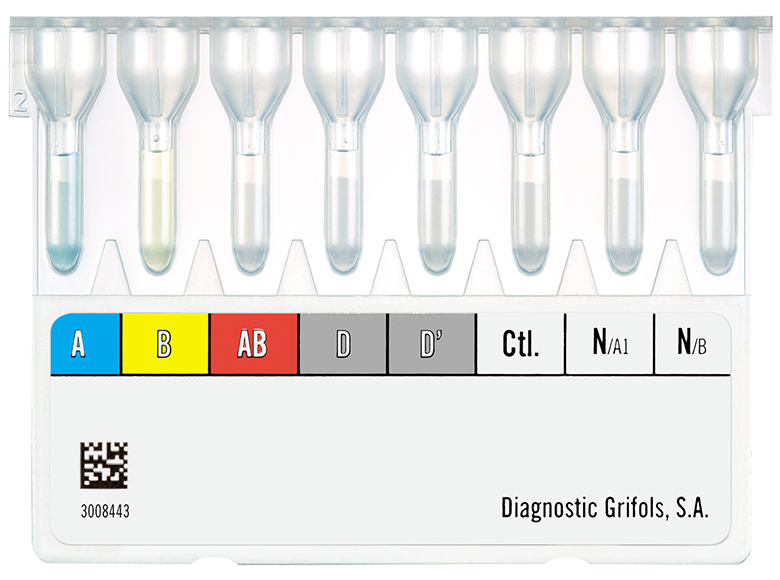 2
A B AB D D' Ctl. N/A1 N/B
3008443
Diagnostic Grifols, S.A.